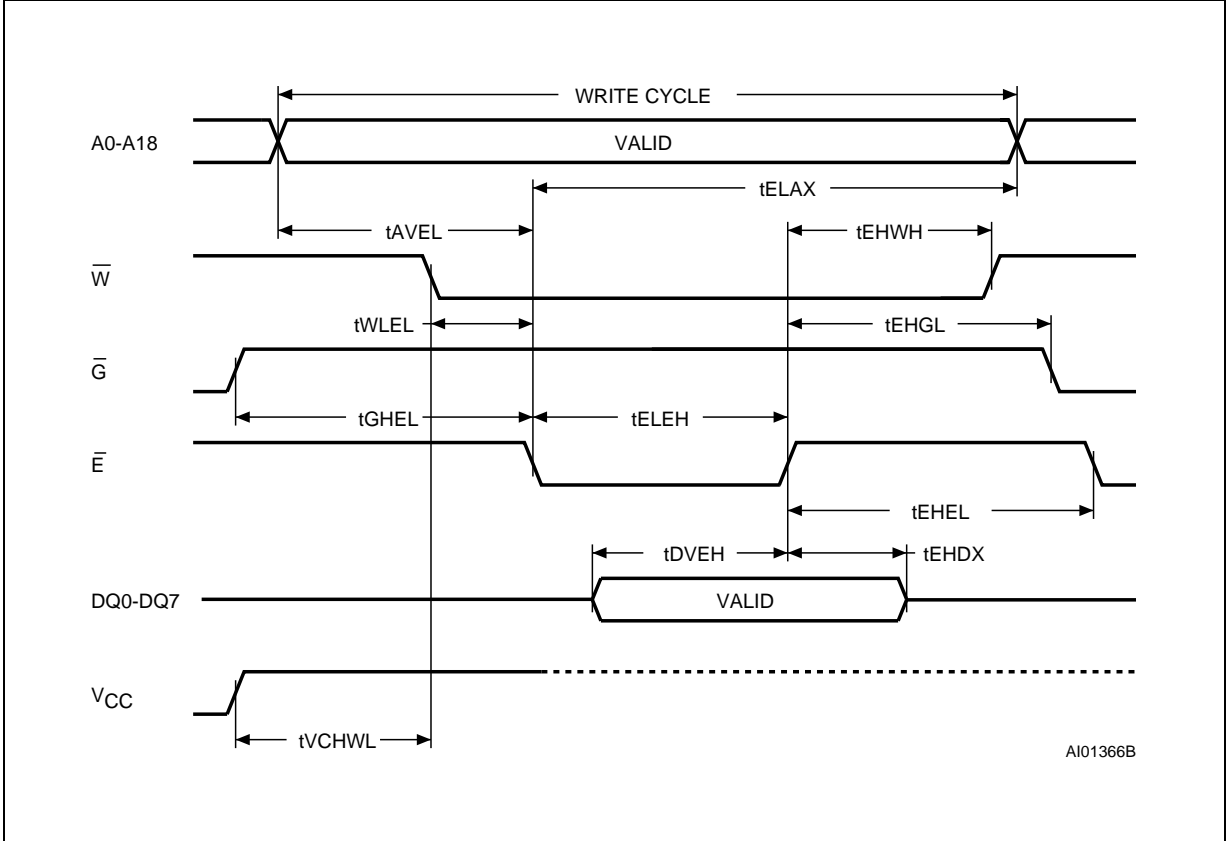 WRITE CYCLE
A0-A18
VALID
tELAX
tAVEL
tEHWH
W̅
tWLEL
tEHGL
G̅
tGHEL
tELEH
E̅
tEHEL
tDVEH
tEHDX
DQ0-DQ7
VALID
VCC
tVCHWL
AI01366B